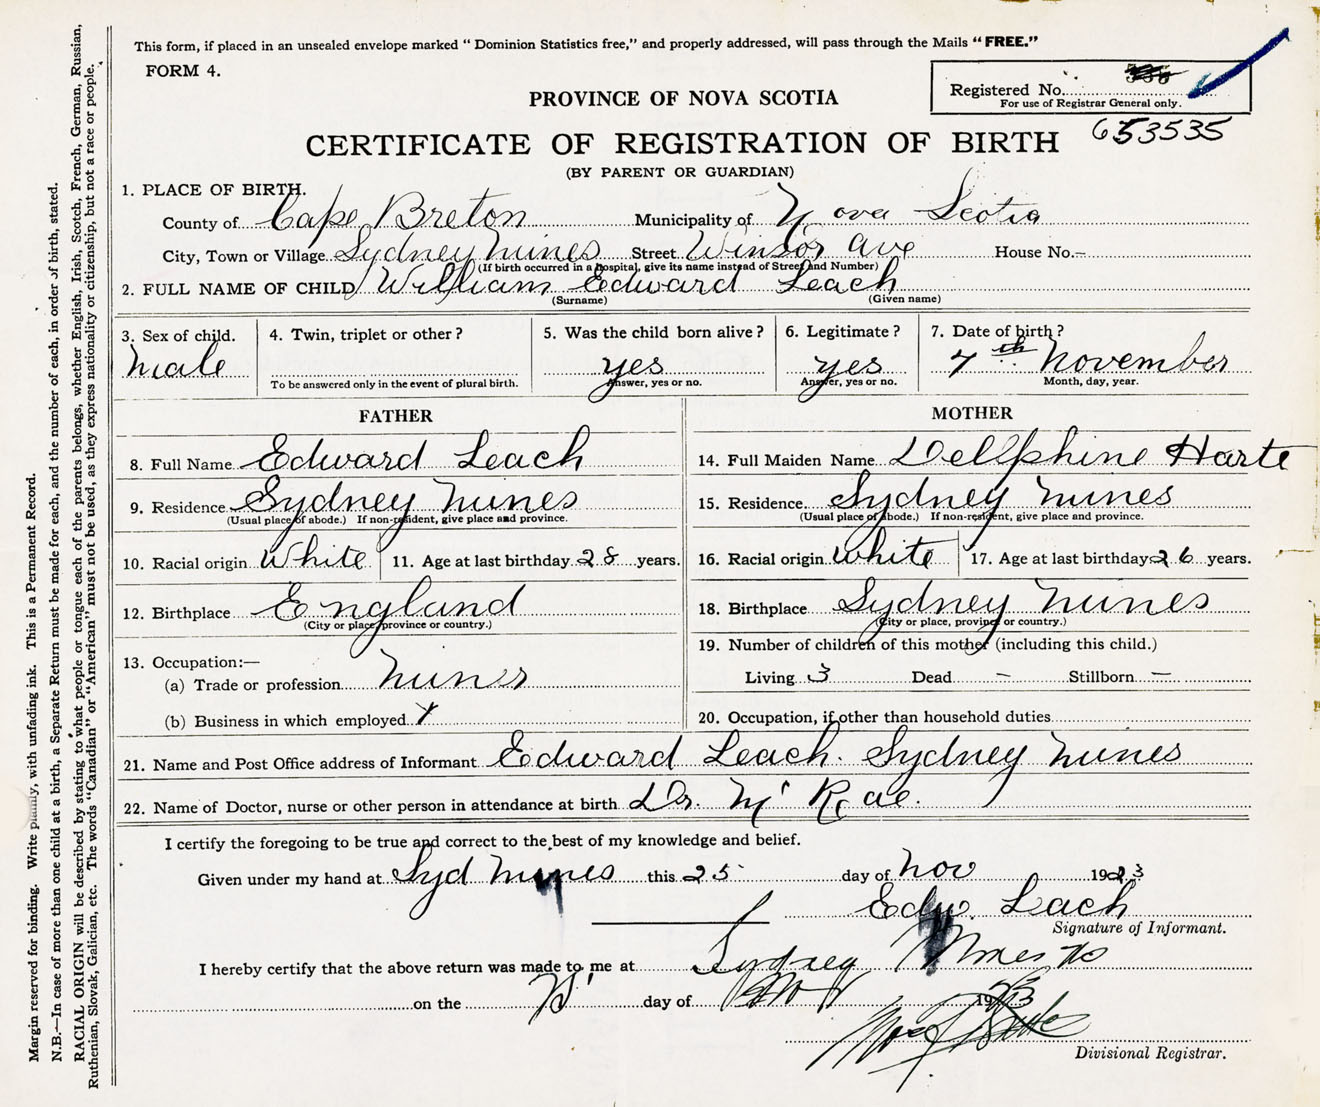 This form, if placed in an unsealed envelope marked "Dominion Statistics free," and properly addressed, will pass through the Mails "FREE."
FORM 4.
Registered No.
For use of Registrar General only.
653535
PROVINCE OF NOVA SCOTIA
CERTIFICATE OF REGISTRATION OF BIRTH
(BY PARENT OR GUARDIAN)
1. PLACE OF BIRTH.
County of Cape Breton Municipality of Nova Scotia
City, Town or Village Sydney Mines Street Winsor Ave House No.-
(If birth occurred in a hospital, give its name instead of Street and Number)
2. FULL NAME OF CHILD William Edward Leach
(Surname) (Given name)
3. Sex of child. 4. Twin, triplet or other? 5. Was the child born alive? 6. Legitimate? 7. Date of birth?
male yes yes 7th November
To be answered only in the event of plural birth. Answer, yes or no. Answer, yes or no. Month, day, year.
FATHER MOTHER
8. Full Name Edward Leach 14. Full Maiden Name Dellphine Harte
9. Residence Sydney Mines 15. Residence Sydney Mines
(Usual place of abode.) If non-resident, give place and province. (Usual place of abode.) If non-resident, give place and province.
10. Racial origin White 11. Age at last birthday 28 years. 16. Racial origin White 17. Age at last birthday 26 years.
12. Birthplace England 18. Birthplace Sydney Mines
(City or place, province or country.) (City or place, province or country.)
13. Occupation:— 19. Number of children of this mother (including this child.)
(a) Trade or profession Miner Living 3 Dead - Stillborn -
(b) Business in which employed 20. Occupation, if other than household duties
21. Name and Post Office address of Informant Edward Leach. Sydney Mines
22. Name of Doctor, nurse or other person in attendance at birth Dr. Mc Rae.
I certify the foregoing to be true and correct to the best of my knowledge and belief.
Given under my hand at Syd Mines this 25 day of Nov 1923
Edw. Leach
Signature of Informant.
I hereby certify that the above return was made to me at Sydney Mines
on the day of Nov 1923
Divisional Registrar.
Margin reserved for binding. Write plainly, with unfading ink. This is a Permanent Record.
N.B.—In case of more than one child at a birth, a Separate Return must be made for each, and the number of each, in order of birth, stated.
RACIAL ORIGIN will be described by stating to what people or tongue each of the parents belongs, whether English, Irish, Scotch, French, German, Russian,
Ruthenian, Slovak, Galician, etc. The words "Canadian" or "American" must not be used, as they express nationality or citizenship, but not a race or people.